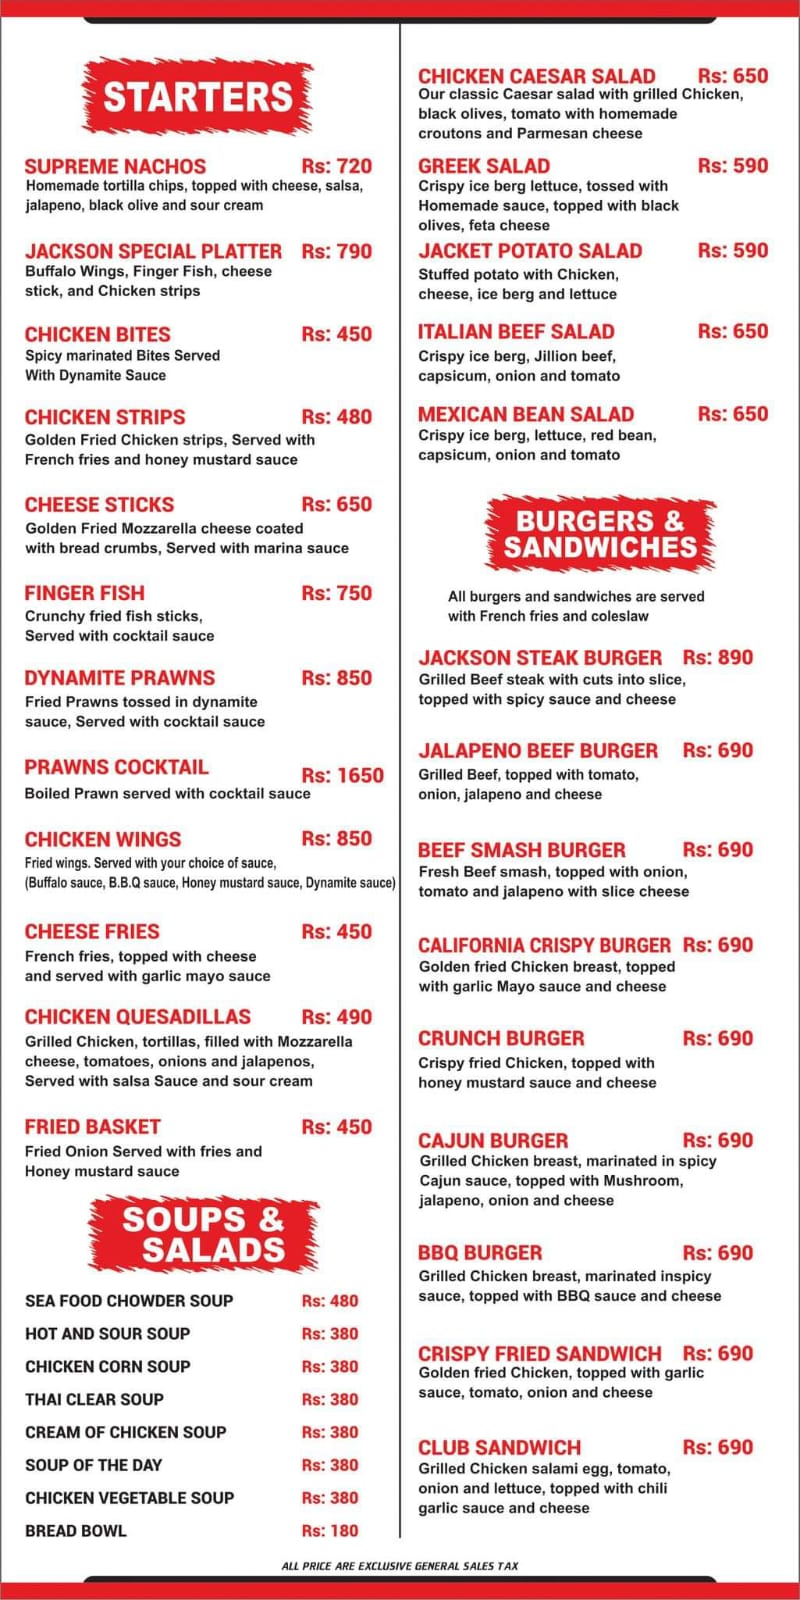 STARTERS
SUPREME NACHOS Rs: 720
Homemade tortilla chips, topped with cheese, salsa,
jalapeno, black olive and sour cream
JACKSON SPECIAL PLATTER Rs: 790
Buffalo Wings, Finger Fish, cheese
stick, and Chicken strips
CHICKEN BITES Rs: 450
Spicy marinated Bites Served
With Dynamite Sauce
CHICKEN STRIPS Rs: 480
Golden Fried Chicken strips, Served with
French fries and honey mustard sauce
CHEESE STICKS Rs: 650
Golden Fried Mozzarella cheese coated
with bread crumbs, Served with marina sauce
FINGER FISH Rs: 750
Crunchy fried fish sticks,
Served with cocktail sauce
DYNAMITE PRAWNS Rs: 850
Fried Prawns tossed in dynamite
sauce, Served with cocktail sauce
PRAWNS COCKTAIL Rs: 1650
Boiled Prawn served with cocktail sauce
CHICKEN WINGS Rs: 850
Fried wings. Served with your choice of sauce,
(Buffalo sauce, B.B.Q sauce, Honey mustard sauce, Dynamite sauce)
CHEESE FRIES Rs: 450
French fries, topped with cheese
and served with garlic mayo sauce
CHICKEN QUESADILLAS Rs: 490
Grilled Chicken, tortillas, filled with Mozzarella
cheese, tomatoes, onions and jalapenos,
Served with salsa Sauce and sour cream
FRIED BASKET Rs: 450
Fried Onion Served with fries and
Honey mustard sauce
SOUPS &
SALADS
SEA FOOD CHOWDER SOUP Rs: 480
HOT AND SOUR SOUP Rs: 380
CHICKEN CORN SOUP Rs: 380
THAI CLEAR SOUP Rs: 380
CREAM OF CHICKEN SOUP Rs: 380
SOUP OF THE DAY Rs: 380
CHICKEN VEGETABLE SOUP Rs: 380
BREAD BOWL Rs: 180
CHICKEN CAESAR SALAD Rs: 650
Our classic Caesar salad with grilled Chicken,
black olives, tomato with homemade
croutons and Parmesan cheese
GREEK SALAD Rs: 590
Crispy ice berg lettuce, tossed with
Homemade sauce, topped with black
olives, feta cheese
JACKET POTATO SALAD Rs: 590
Stuffed potato with Chicken,
cheese, ice berg and lettuce
ITALIAN BEEF SALAD Rs: 650
Crispy ice berg, Jillion beef,
capsicum, onion and tomato
MEXICAN BEAN SALAD Rs: 650
Crispy ice berg, lettuce, red bean,
capsicum, onion and tomato
BURGERS &
SANDWICHES
All burgers and sandwiches are served
with French fries and coleslaw
JACKSON STEAK BURGER Rs: 890
Grilled Beef steak with cuts into slice,
topped with spicy sauce and cheese
JALAPENO BEEF BURGER Rs: 690
Grilled Beef, topped with tomato,
onion, jalapeno and cheese
BEEF SMASH BURGER Rs: 690
Fresh Beef smash, topped with onion,
tomato and jalapeno with slice cheese
CALIFORNIA CRISPY BURGER Rs: 690
Golden fried Chicken breast, topped
with garlic Mayo sauce and cheese
CRUNCH BURGER Rs: 690
Crispy fried Chicken, topped with
honey mustard sauce and cheese
CAJUN BURGER Rs: 690
Grilled Chicken breast, marinated in spicy
Cajun sauce, topped with Mushroom,
jalapeno, onion and cheese
BBQ BURGER Rs: 690
Grilled Chicken breast, marinated inspicy
sauce, topped with BBQ sauce and cheese
CRISPY FRIED SANDWICH Rs: 690
Golden fried Chicken, topped with garlic
sauce, tomato, onion and cheese
CLUB SANDWICH Rs: 690
Grilled Chicken salami egg, tomato,
onion and lettuce, topped with chili
garlic sauce and cheese
ALL PRICE ARE EXCLUSIVE GENERAL SALES TAX